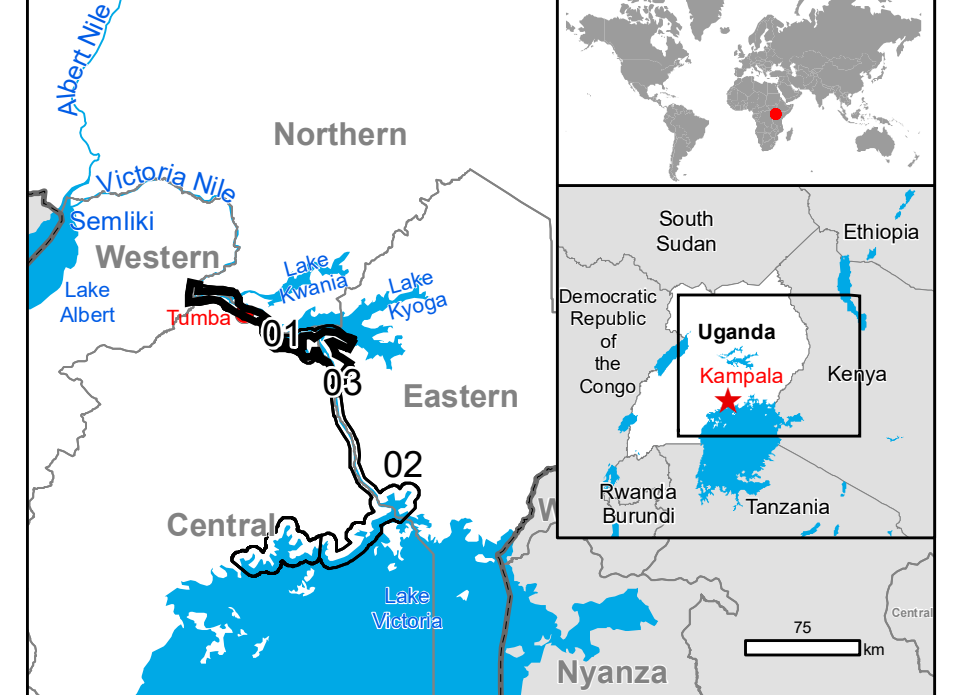 Albert Nile
Northern
Victoria Nile
Semliki
Western
Lake
Albert
Lake
Kwania
Lake
Kyoga
Tumba
01
03
Eastern
02
Central
Lake
Victoria
W
Nyanza
South
Sudan
Ethiopia
Democratic
Republic
of
the
Congo
Uganda
Kampala
Kenya
Rwanda
Burundi
Tanzania
Central
75
km